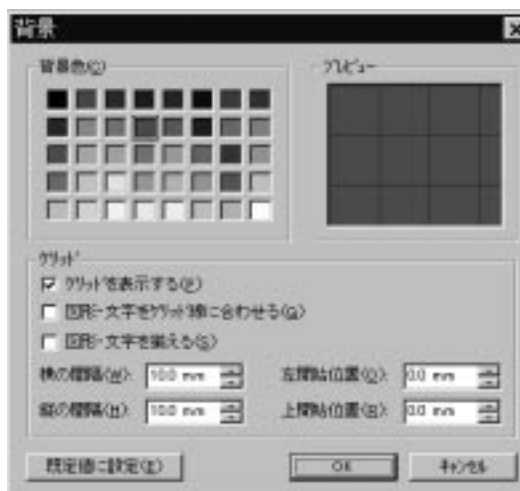 背景
背景色(C)
プレビュー
グリッド
グリッドを表示する(P)
図形・文字をグリッド線に合わせる(G)
図形・文字を揃える(S)
横の間隔(W): 10.0 mm
左開始位置(O): 0.0 mm
縦の間隔(H): 10.0 mm
上開始位置(R): 0.0 mm
既定値に設定(E)
OK
キャンセル